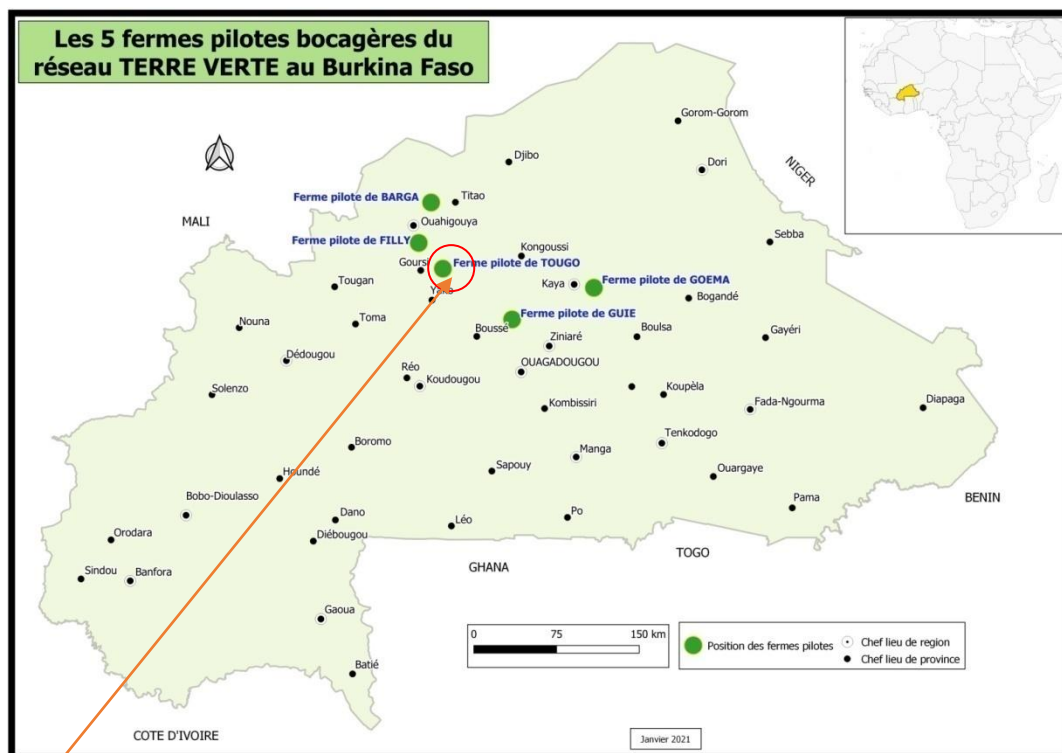 Les 5 fermes pilotes bocagères du
réseau TERRE VERTE au Burkina Faso
Gorom-Gorom
Djibo
Dori
NIGER
Ferme pilote de BARGA
Titao
MALI
Ouahigouya
Ferme pilote de FILLY
Sebba
Kongoussi
Goursi
Ferme pilote de TOUGO
Tougan
Kaya
Ferme pilote de GOEMA
Yako
Bogandé
Nouna
Toma
Ferme pilote de GUIE
Boussé
Boulsa
Gayéri
Ziniaré
Dédougou
OUAGADOUGOU
Réo
Koudougou
Solenzo
Koupèla
Kombissiri
Fada-Ngourma
Diapaga
Boromo
Tenkodogo
Manga
Sapouy
Houndé
Ouargaye
Bobo-Dioulasso
Pama
BENIN
Dano
Léo
Po
Orodara
Diébougou
TOGO
GHANA
Sindou
Banfora
Gaoua
0 75 150 km
Position des fermes pilotes
Chef lieu de region
Chef lieu de province
Batié
COTE D'IVOIRE
Janvier 2021